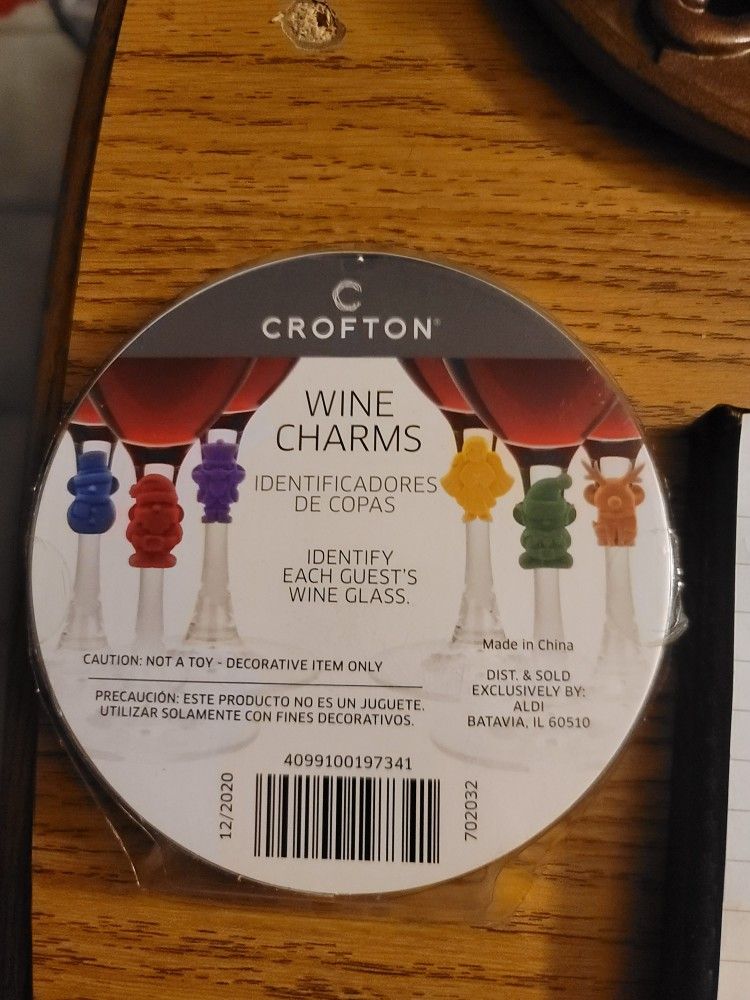 CROFTON®
WINE
CHARMS
IDENTIFICADORES
DE COPAS
IDENTIFY
EACH GUEST'S
WINE GLASS.
CAUTION: NOT A TOY - DECORATIVE ITEM ONLY
PRECAUCIÓN: ESTE PRODUCTO NO ES UN JUGUETE.
UTILIZAR SOLAMENTE CON FINES DECORATIVOS.
Made in China
DIST. & SOLD
EXCLUSIVELY BY:
ALDI
BATAVIA, IL 60510
4099100197341
12/2020
702032